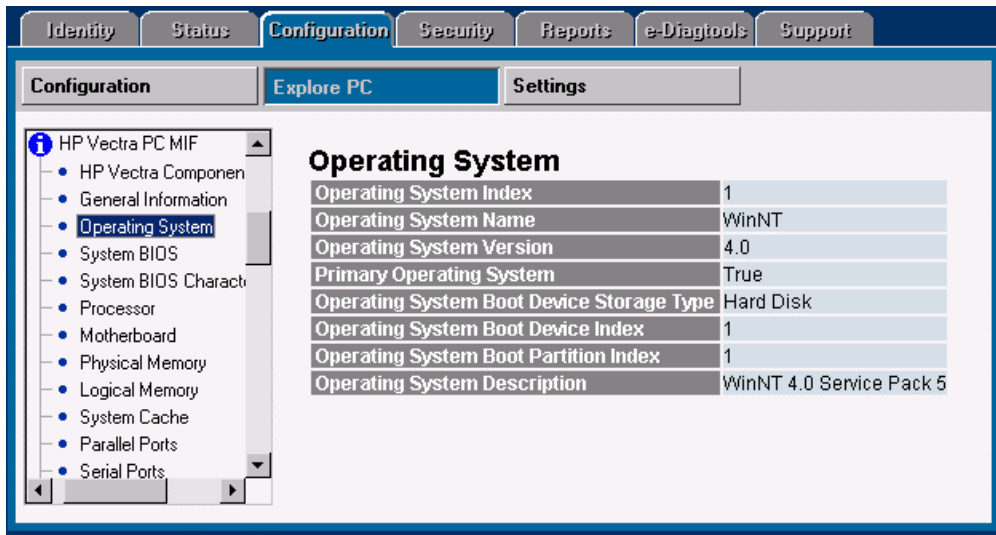 Identity Status Configuration Security Reports e-Diagtools Support
Configuration Explore PC Settings
HP Vectra PC MIF
HP Vectra Componen
General Information
Operating System
System BIOS
System BIOS Characte
Processor
Motherboard
Physical Memory
Logical Memory
System Cache
Parallel Ports
Serial Ports
Operating System
Operating System Index 1
Operating System Name WinNT
Operating System Version 4.0
Primary Operating System True
Operating System Boot Device Storage Type Hard Disk
Operating System Boot Device Index 1
Operating System Boot Partition Index 1
Operating System Description WinNT 4.0 Service Pack 5